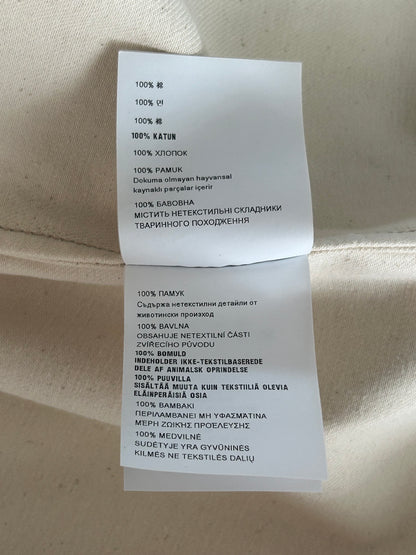 100% 棉
100% 면
100% 棉
100% KATUN
100% ХЛОПОК
100% PAMUK
Dokuma olmayan hayvansal
kaynaklı parçalar içerir
100% БАВОВНА
МІСТИТЬ НЕТЕКСТИЛЬНІ СКЛАДНИКИ
ТВАРИННОГО ПОХОДЖЕННЯ
100% ПАМУК
Съдържа нетекстилни детайли от
животински произход
100% BAVLNA
OBSAHUJE NETEXTILNÍ ČÁSTI
ZVÍŘECÍHO PŮVODU
100% BOMULD
INDEHOLDER IKKE-TEKSTILBASEREDE
DELE AF ANIMALSK OPRINDELSE
100% PUUVILLA
SISÄLTÄÄ MUUTA KUIN TEKSTIILIÄ OLEVIA
ELÄINPERÄISIÄ OSIA
100% ΒΑΜΒΑΚΙ
ΠΕΡΙΛΑΜΒΆΝΕΙ ΜΗ ΥΦΑΣΜΆΤΙΝΑ
ΜΕΡΗ ΖΩΙΚΗΣ ΠΡΟΕΛΕΥΣΗΣ
100% MEDVILNĖ
SUDĖTYJE YRA GYVŪNINĖS
KILMĖS NE TEKSTILĖS DALIŲ